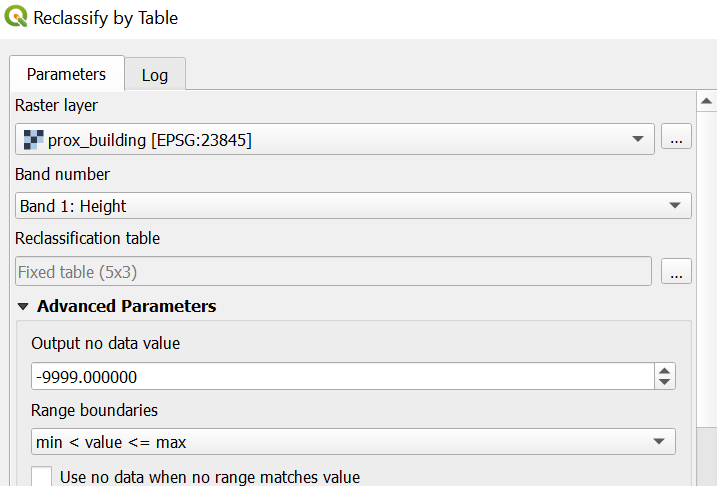 Reclassify by Table
Parameters
Log
Raster layer
prox_building [EPSG:23845]
...
Band number
Band 1: Height
Reclassification table
Fixed table (5x3)
...
Advanced Parameters
Output no data value
-9999.000000
Range boundaries
min < value <= max
Use no data when no range matches value